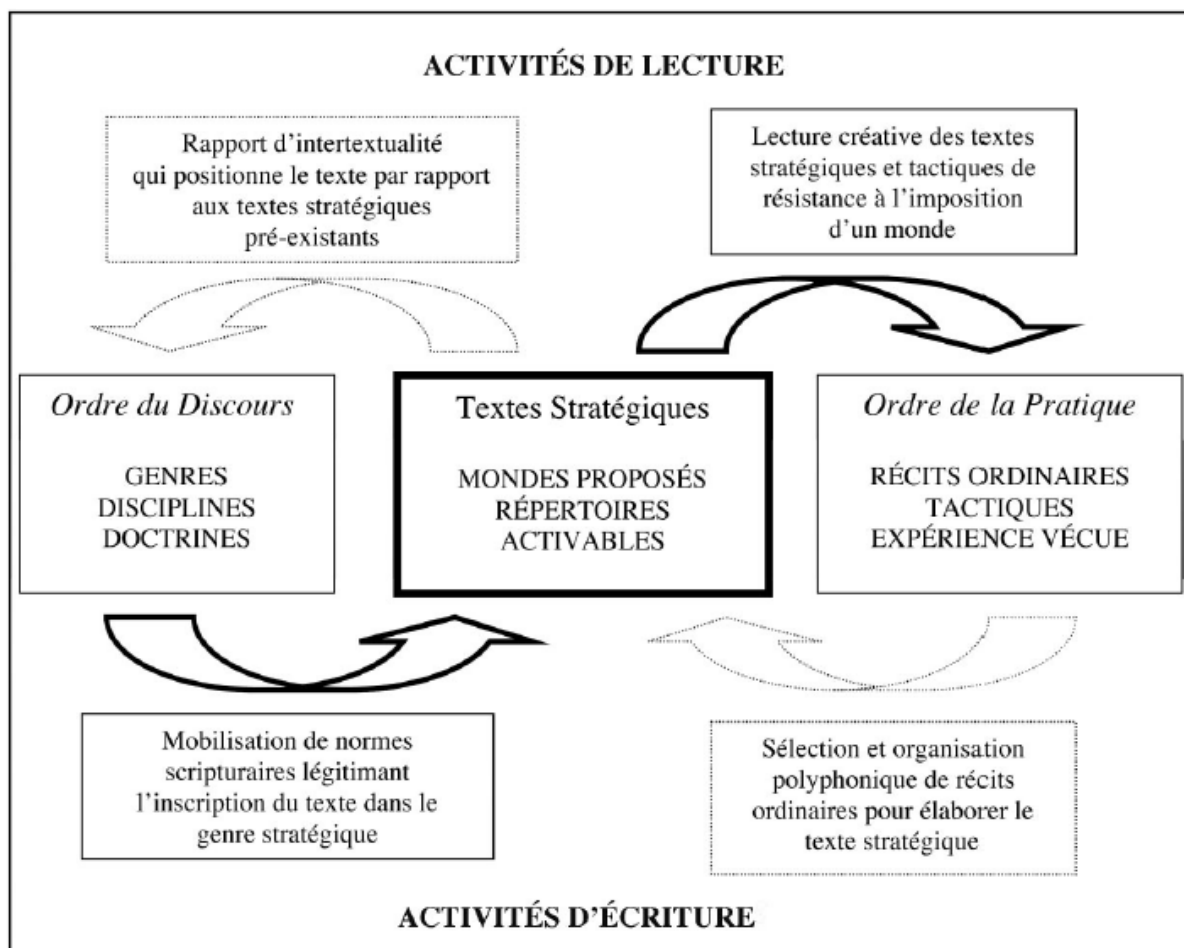 ACTIVITÉS DE LECTURE
Rapport d'intertextualité
qui positionne le texte par rapport
aux textes stratégiques
pré-existants
Lecture créative des textes
stratégiques et tactiques de
résistance à l'imposition
d'un monde
Ordre du Discours
GENRES
DISCIPLINES
DOCTRINES
Textes Stratégiques
MONDES PROPOSÉS
RÉPERTOIRES
ACTIVABLES
Ordre de la Pratique
RÉCITS ORDINAIRES
TACTIQUES
EXPÉRIENCE VÉCUE
Mobilisation de normes
scripturaires légitimant
l'inscription du texte dans le
genre stratégique
Sélection et organisation
polyphonique de récits
ordinaires pour élaborer le
texte stratégique
ACTIVITÉS D'ÉCRITURE